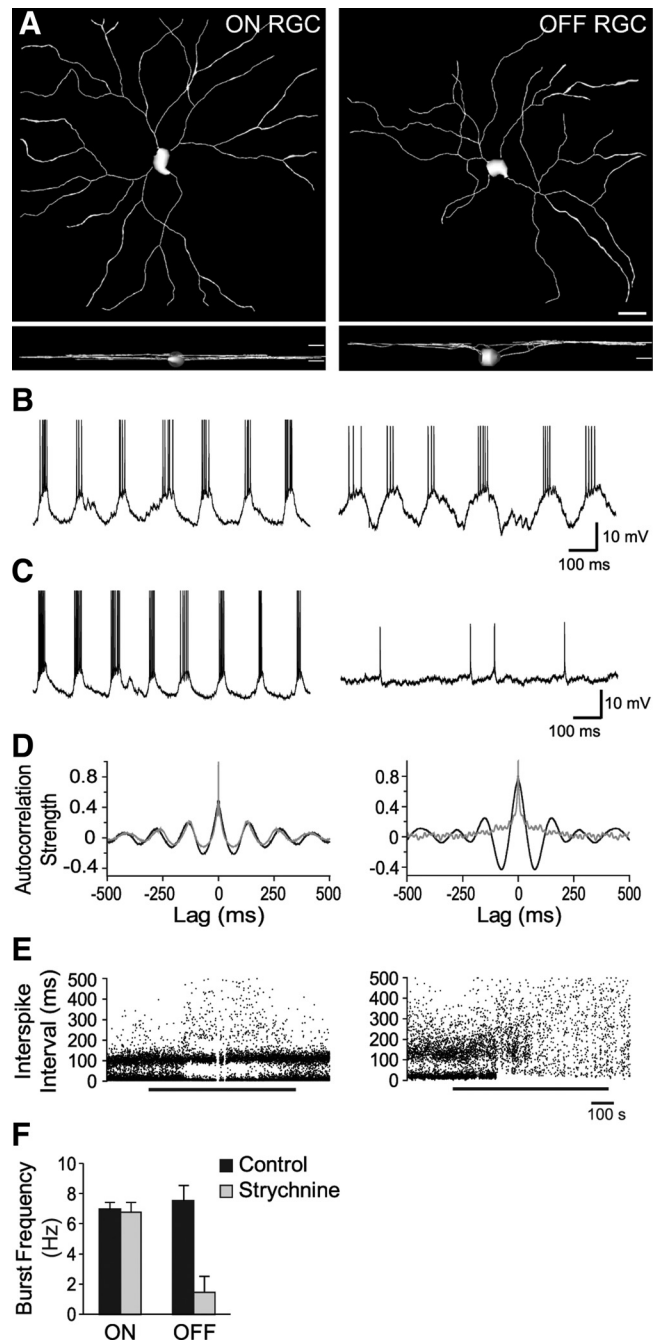 A
ON RGC
OFF RGC
B
10 mV
100 ms
C
10 mV
100 ms
D
Autocorrelation
Strength
0.8
0.4
0
-0.4
-500 -250 0 250 500
Lag (ms)
0.8
0.4
0
-0.4
-500 -250 0 250 500
Lag (ms)
E
Interspike
Interval (ms)
500
400
300
200
100
0
500
400
300
200
100
0
100 s
F
Burst Frequency
(Hz)
10
8
6
4
2
0
Control
Strychnine
ON OFF